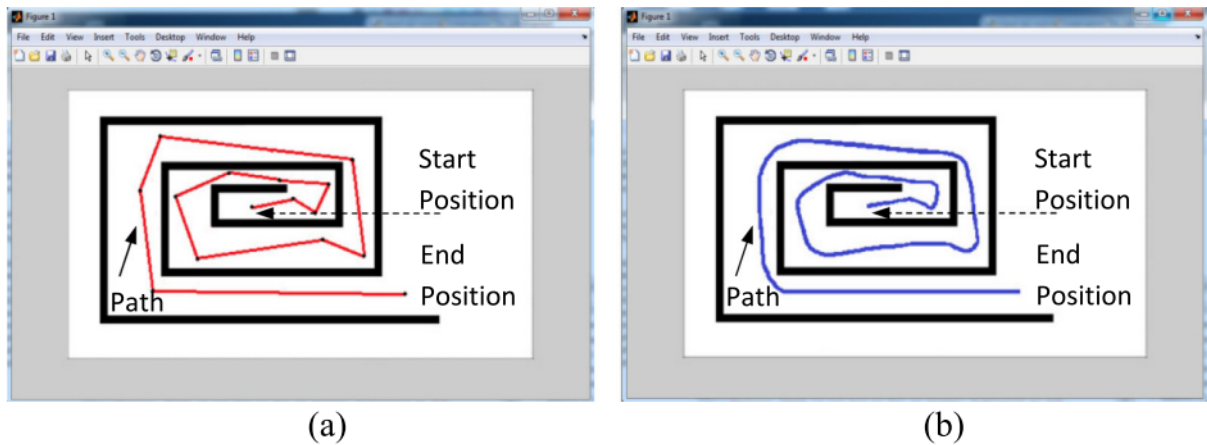 Figure 1
File Edit View Insert Tools Desktop Window Help
Start
Position
End
Position
Path
(a)
Figure 1
File Edit View Insert Tools Desktop Window Help
Start
Position
End
Position
Path
(b)